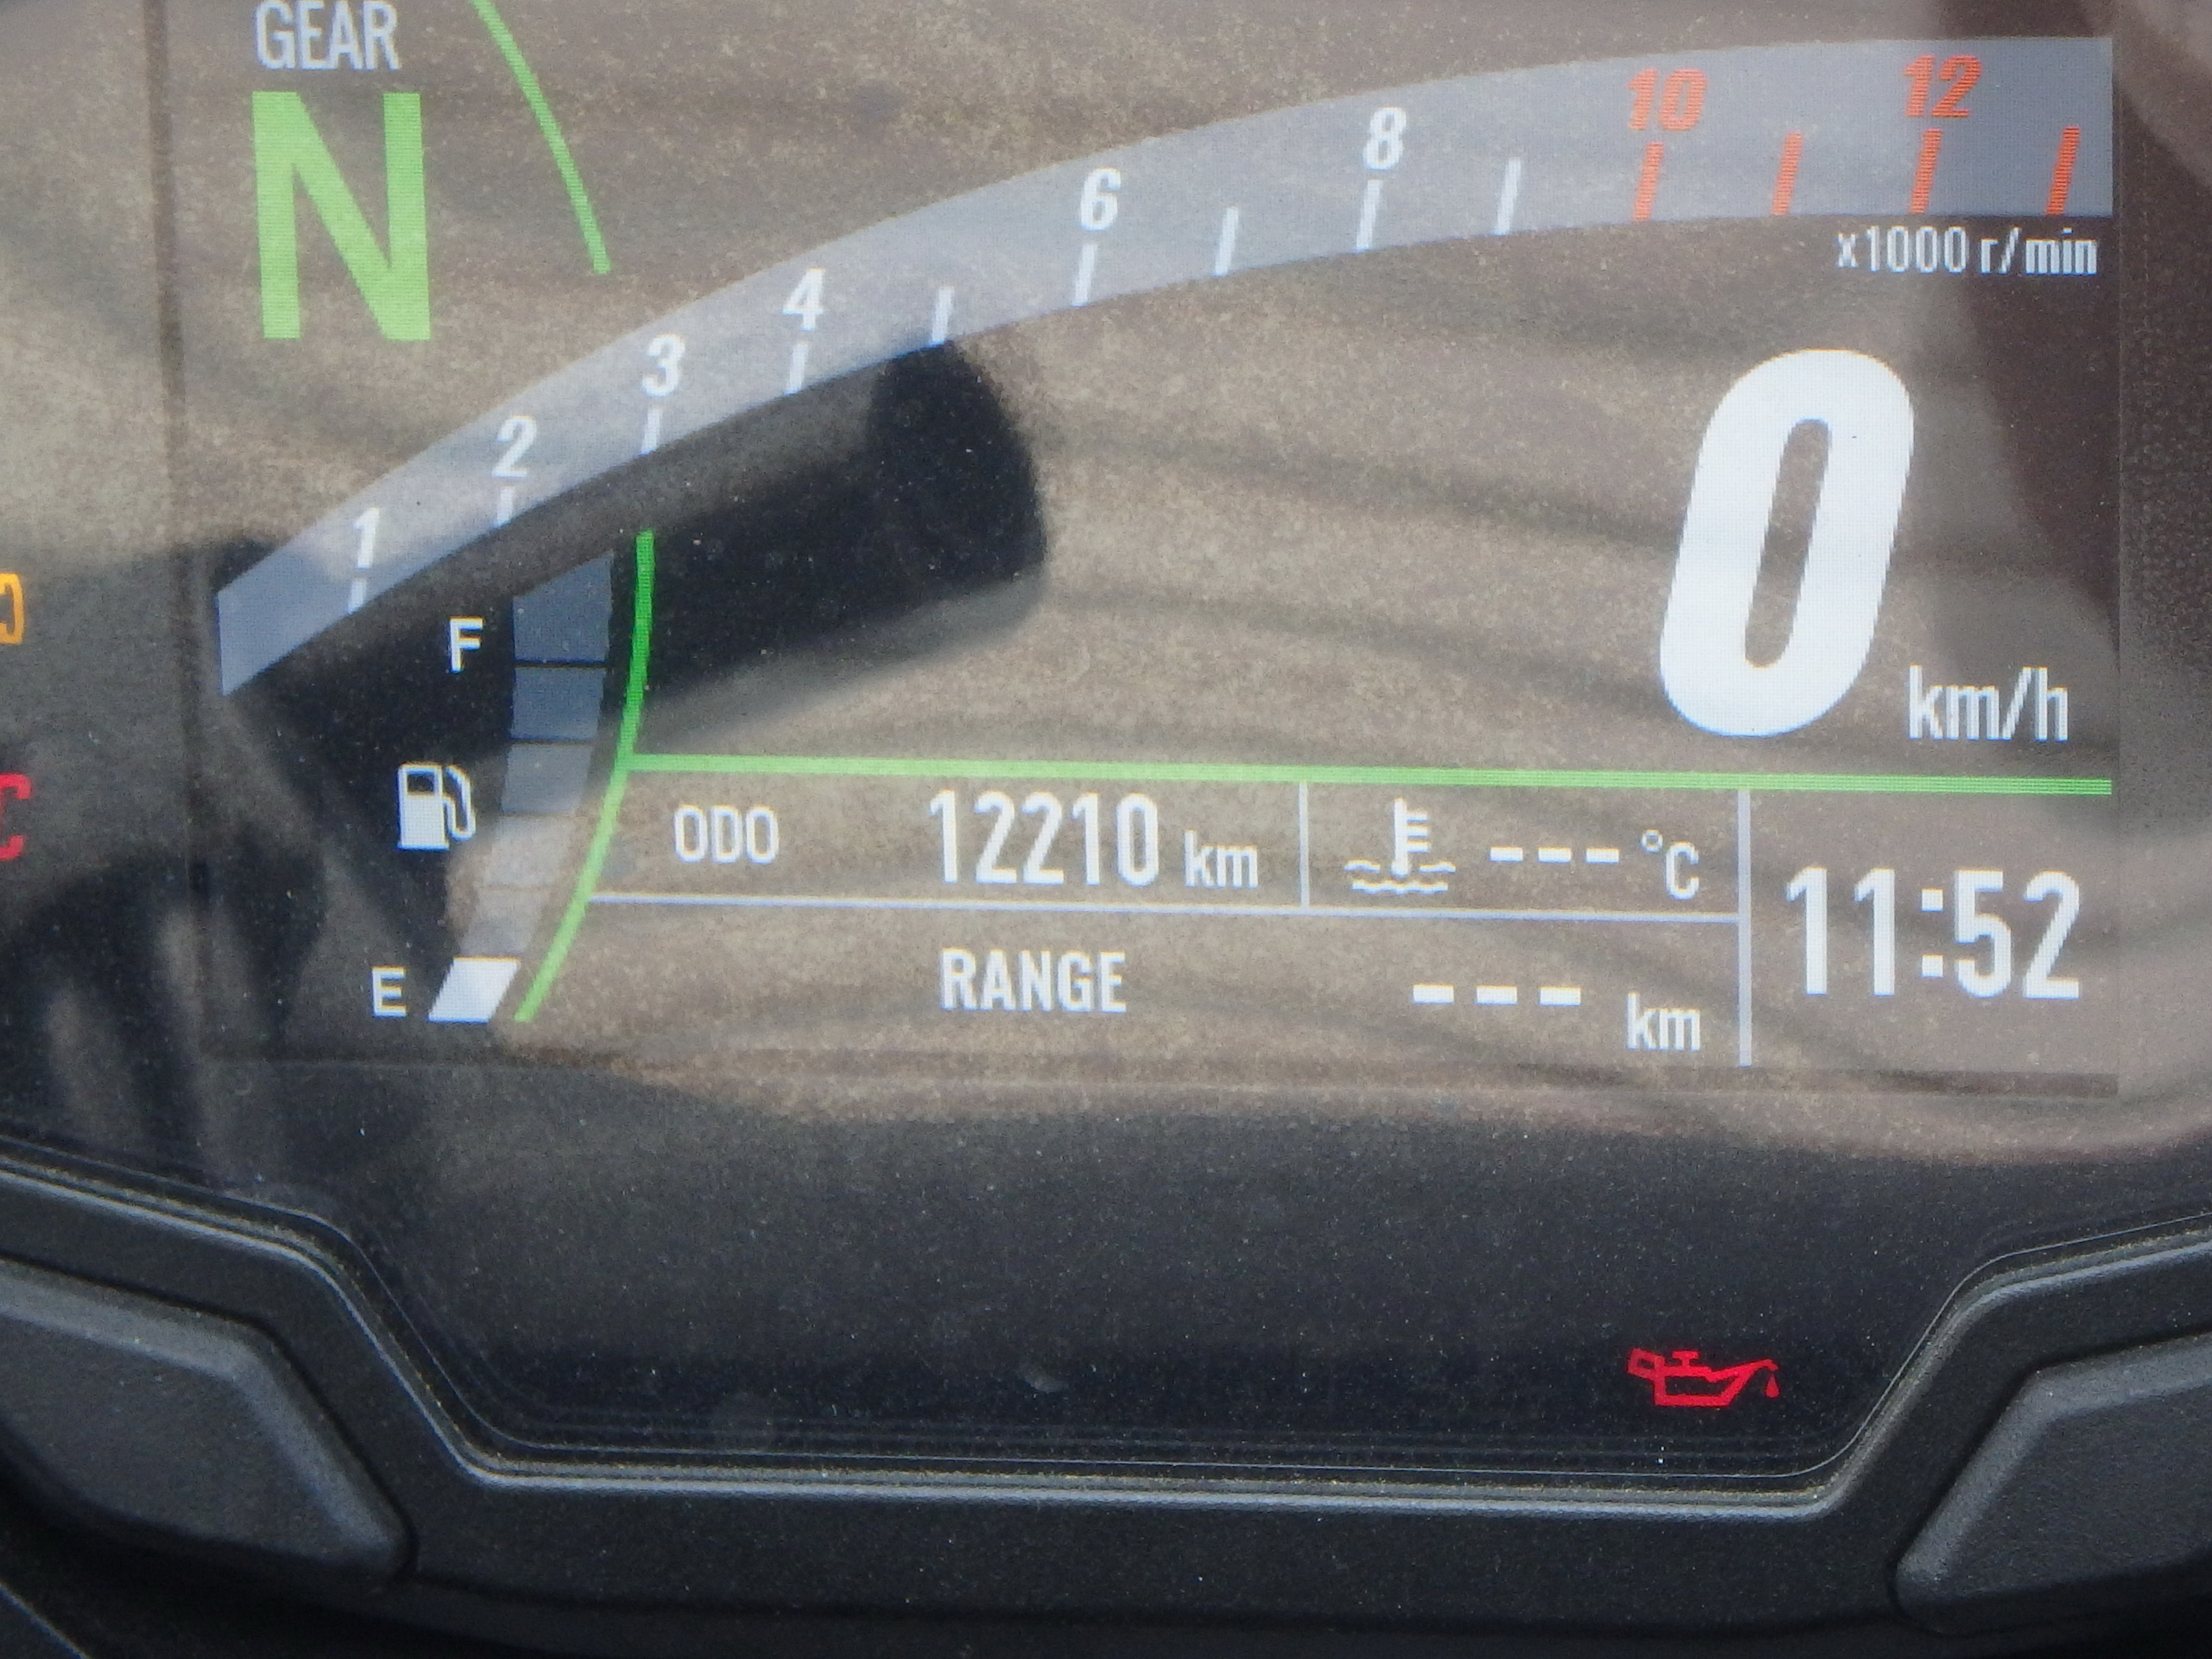 GEAR
N
1 2 3 4 6 8 10 12
x1000 r/min
0 km/h
F
E
ODO 12210 km --- °C
RANGE --- km
11:52